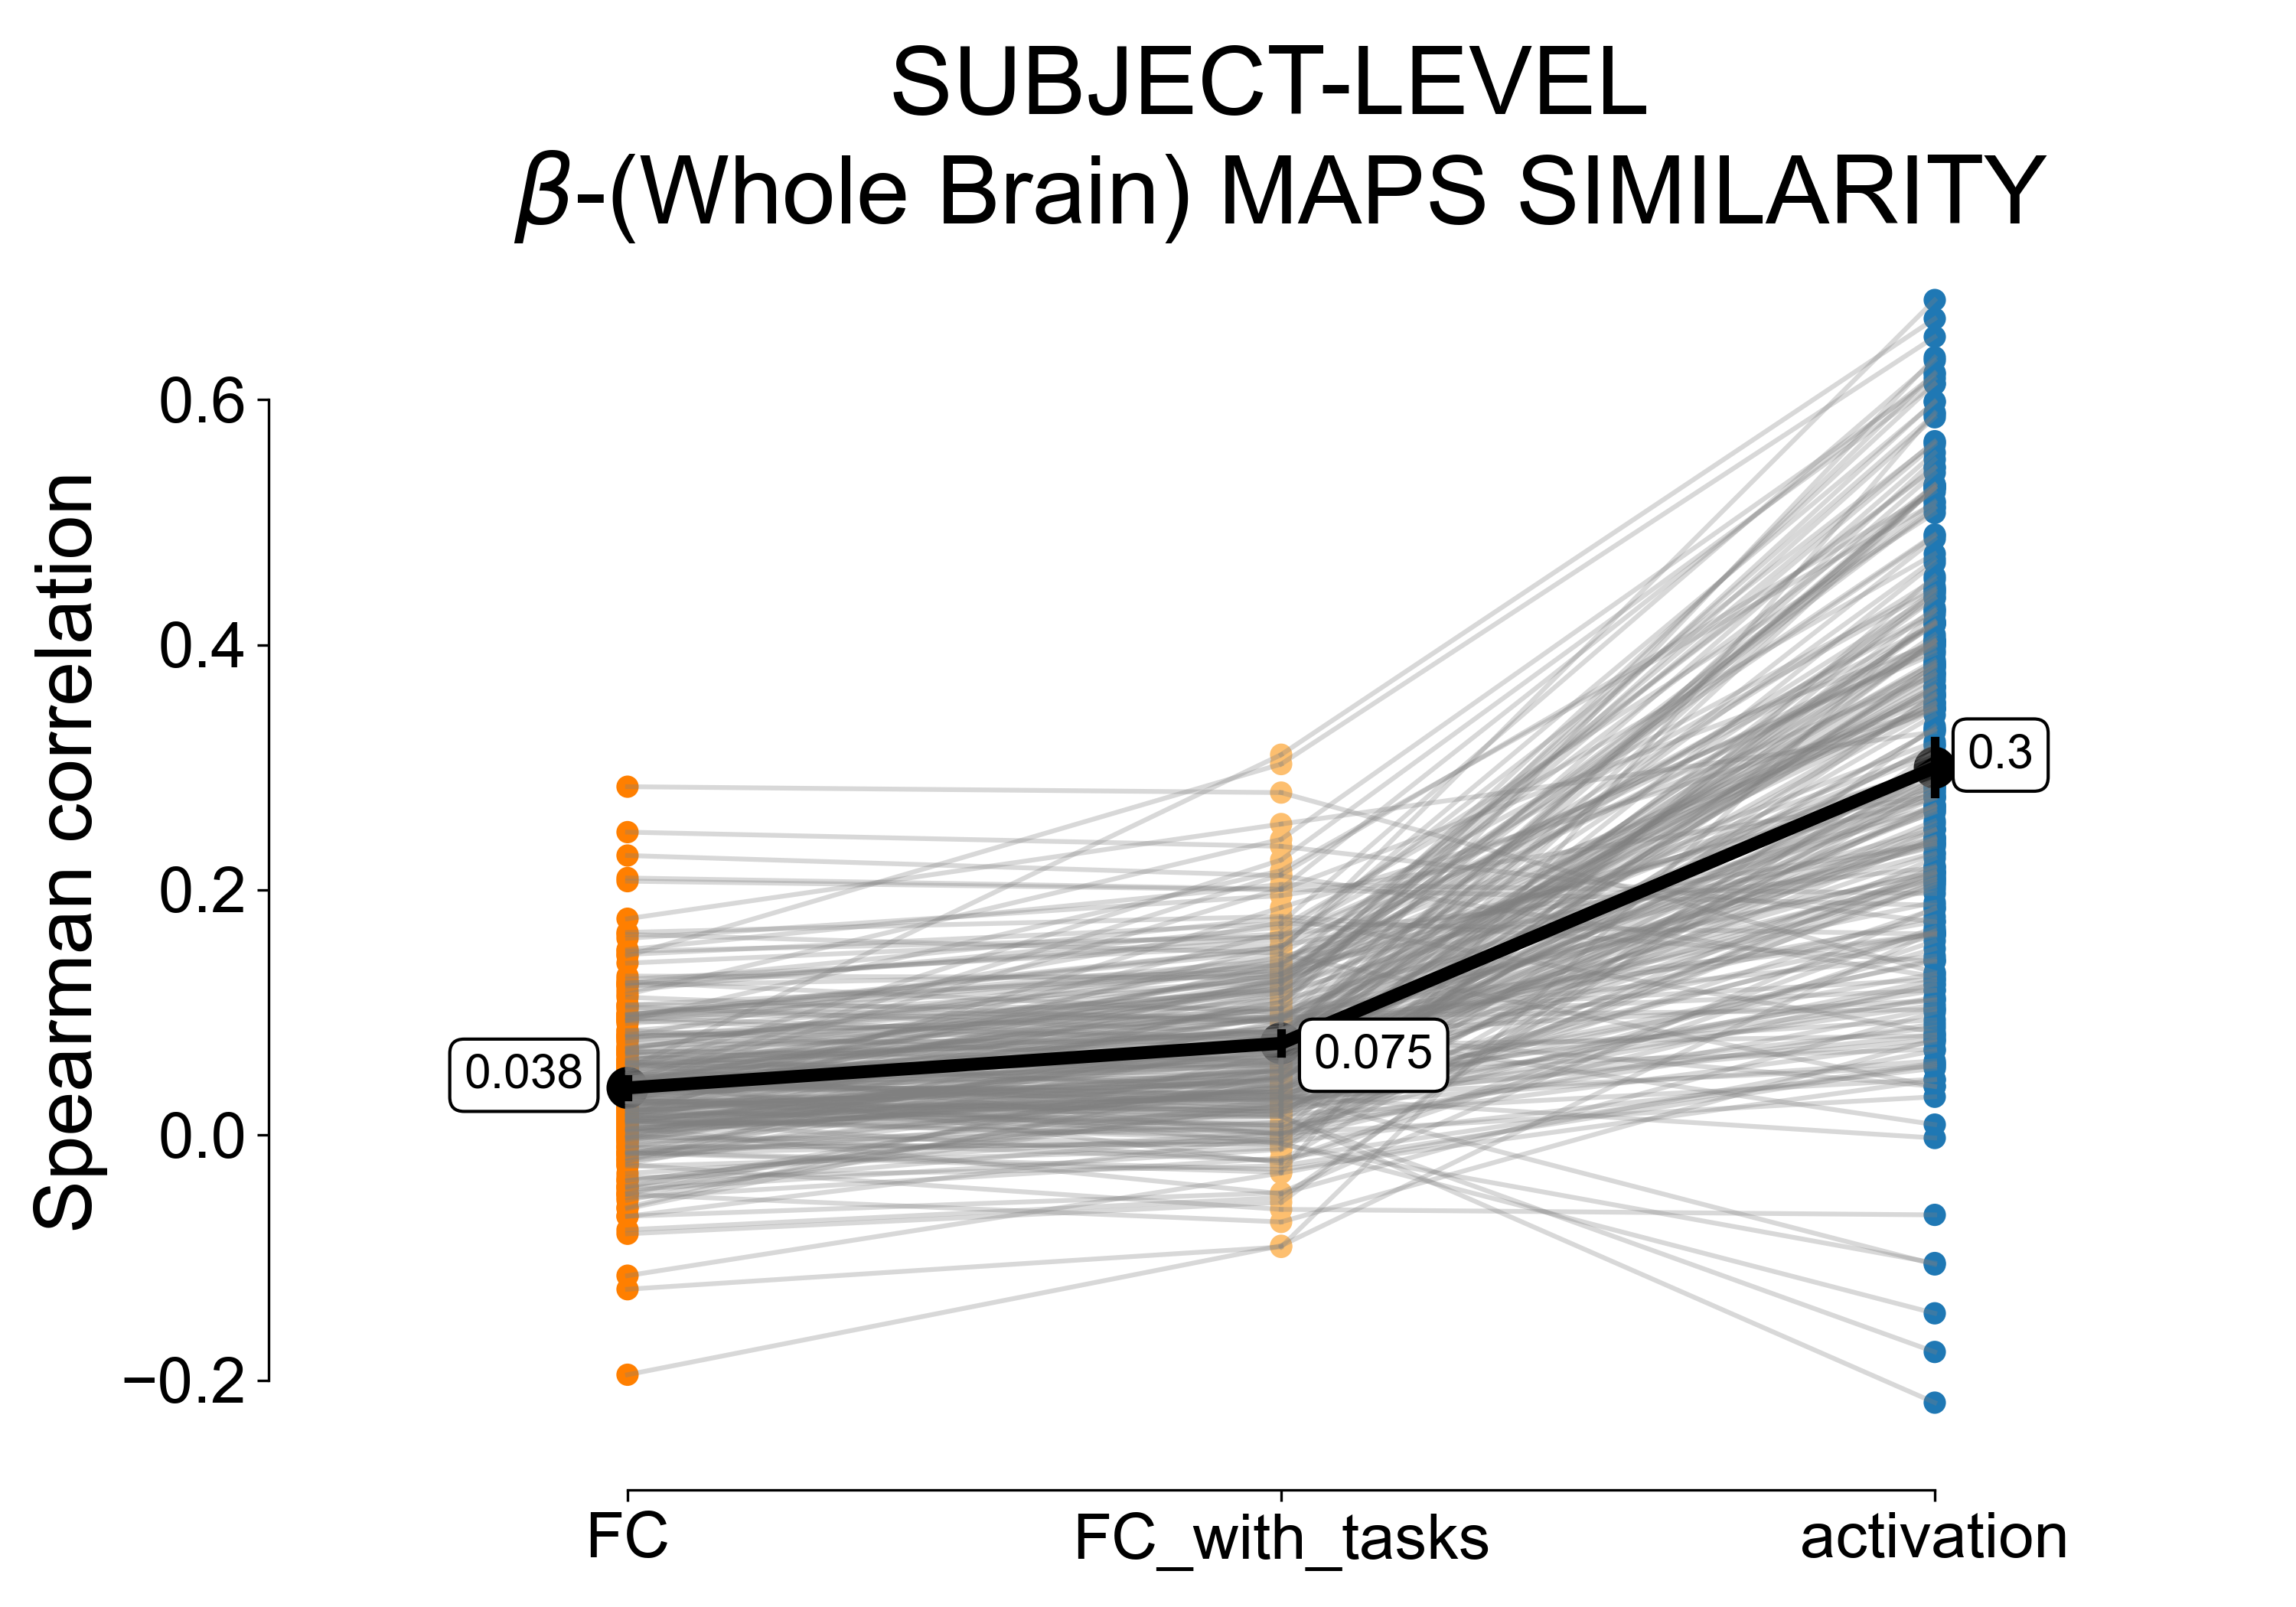 SUBJECT-LEVEL
β-(Whole Brain) MAPS SIMILARITY
Spearman correlation
0.6
0.4
0.2
0.0
−0.2
0.038
0.075
0.3
FC
FC_with_tasks
activation